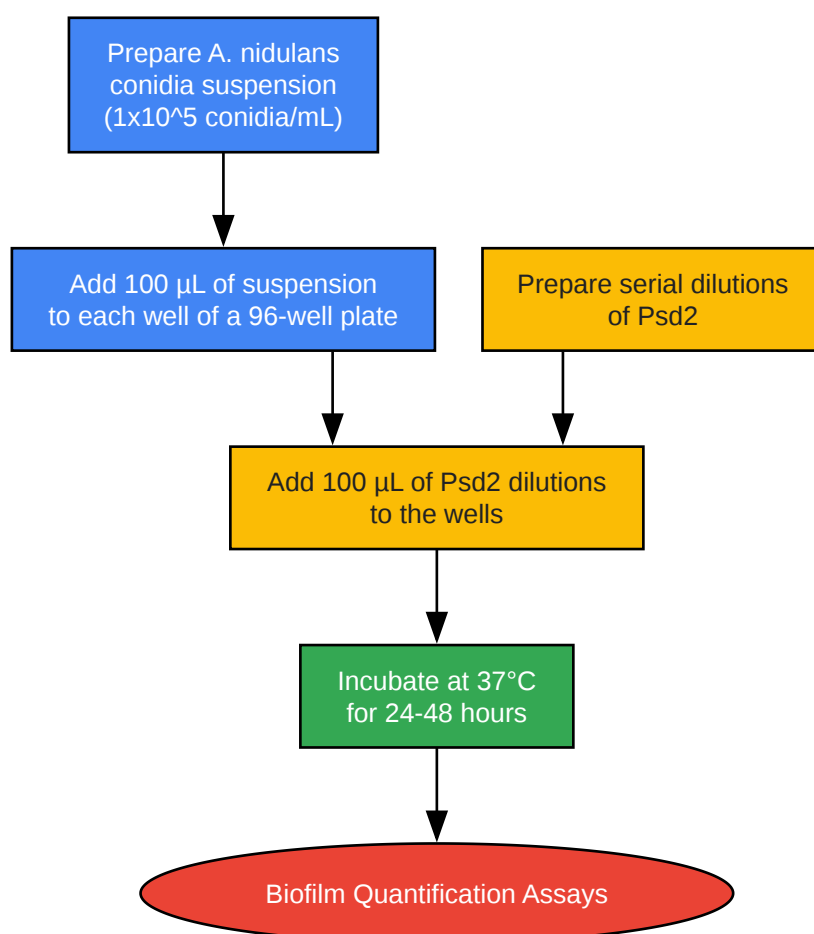 Prepare A. nidulans
conidia suspension
(1x10^5 conidia/mL)
Add 100 µL of suspension
to each well of a 96-well plate
Prepare serial dilutions
of Psd2
Add 100 µL of Psd2 dilutions
to the wells
Incubate at 37°C
for 24-48 hours
Biofilm Quantification Assays